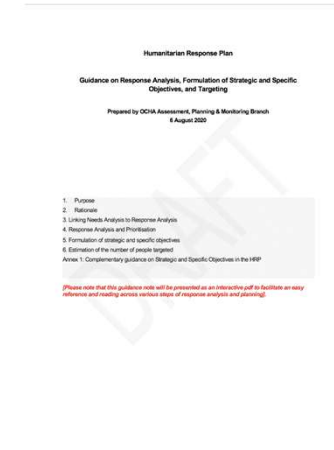 Humanitarian Response Plan
Guidance on Response Analysis, Formulation of Strategic and Specific
Objectives, and Targeting
Prepared by OCHA Assessment, Planning & Monitoring Branch
6 August 2020
1. Purpose
2. Rationale
3. Linking Needs Analysis to Response Analysis
4. Response Analysis and Prioritisation
5. Formulation of strategic and specific objectives
6. Estimation of the number of people targeted
Annex 1: Complementary guidance on Strategic and Specific Objectives in the HRP
[Please note that this guidance note will be presented as an interactive pdf to facilitate an easy
reference and reading across various steps of response analysis and planning].
DRAFT